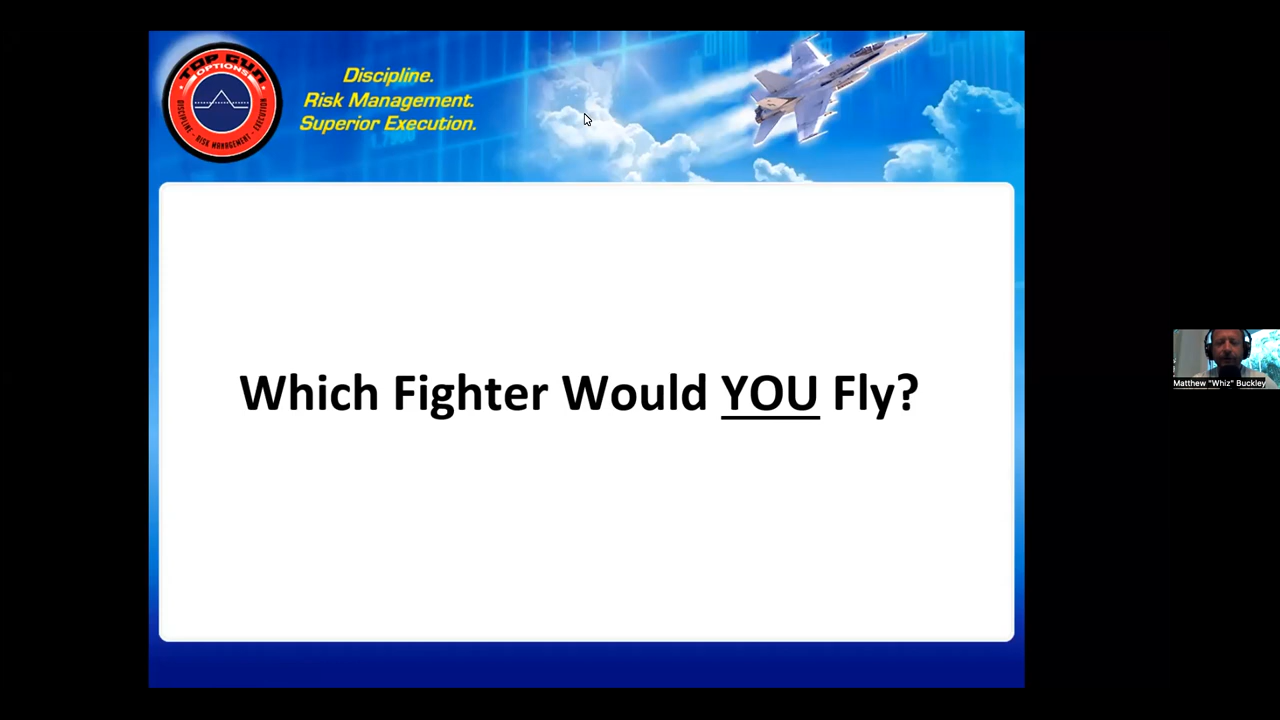 TOP GUN
OPTIONS
DISCIPLINE - RISK MANAGEMENT - EXECUTION
Discipline.
Risk Management.
Superior Execution.
Which Fighter Would YOU Fly?
Matthew "Whiz" Buckley